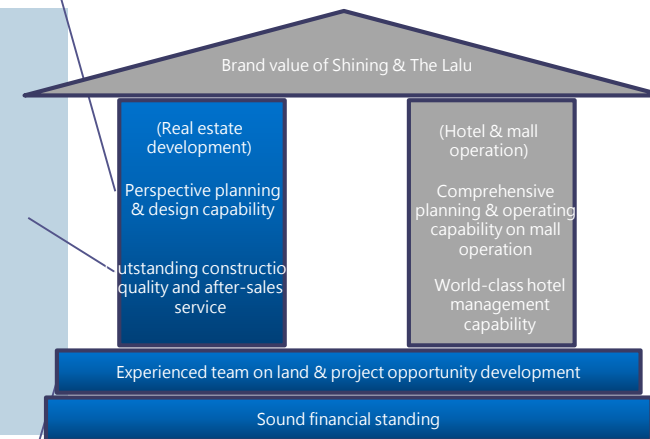 Brand value of Shining & The Lalu
(Real estate
development)
Perspective planning
& design capability
utstanding constructio
quality and after-sales
service
(Hotel & mall
operation)
Comprehensive
planning & operating
capability on mall
operation
World-class hotel
management
capability
Experienced team on land & project opportunity development
Sound financial standing